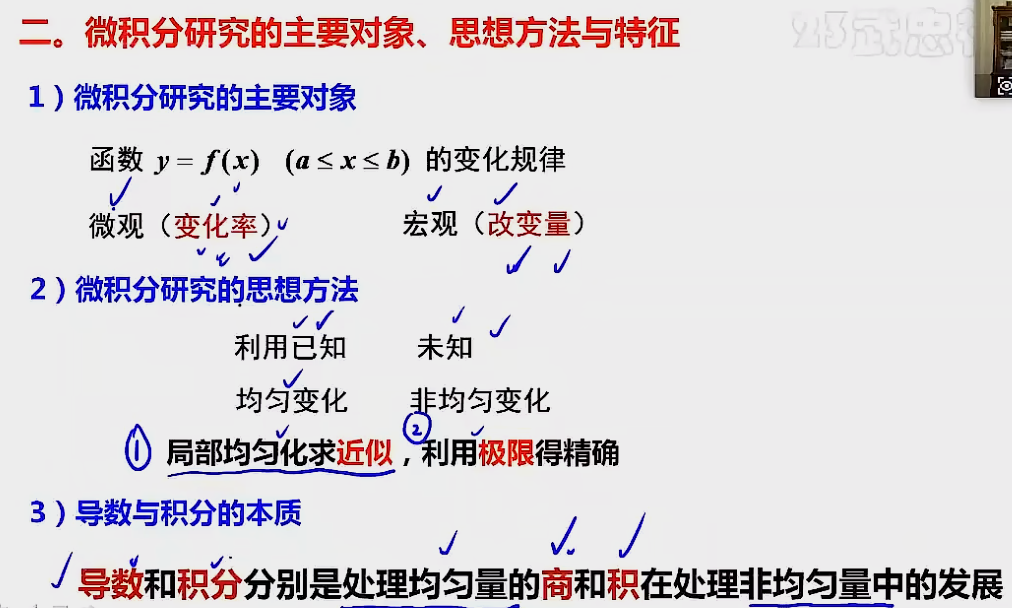 二。微积分研究的主要对象、思想方法与特征
1）微积分研究的主要对象
函数 y = f(x) (a ≤ x ≤ b) 的变化规律
微观（变化率） 宏观（改变量）
2）微积分研究的思想方法
利用已知 未知
均匀变化 非均匀变化
① 局部均匀化求近似，② 利用极限得精确
3）导数与积分的本质
导数和积分分别是处理均匀量的商和积在处理非均匀量中的发展